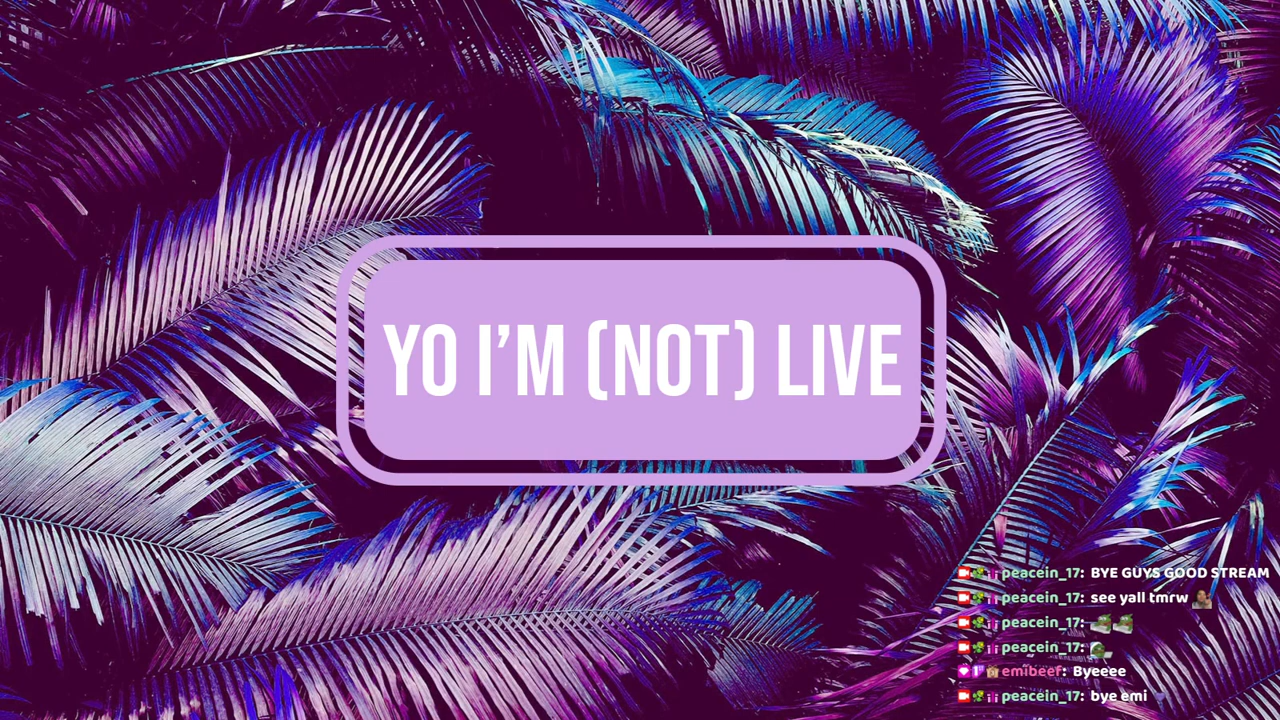 YO I’M (NOT) LIVE
peacein_17: BYE GUYS GOOD STREAM
peacein_17: see yall tmrw
peacein_17:
peacein_17:
emibeef: Byeeee
peacein_17: bye emi